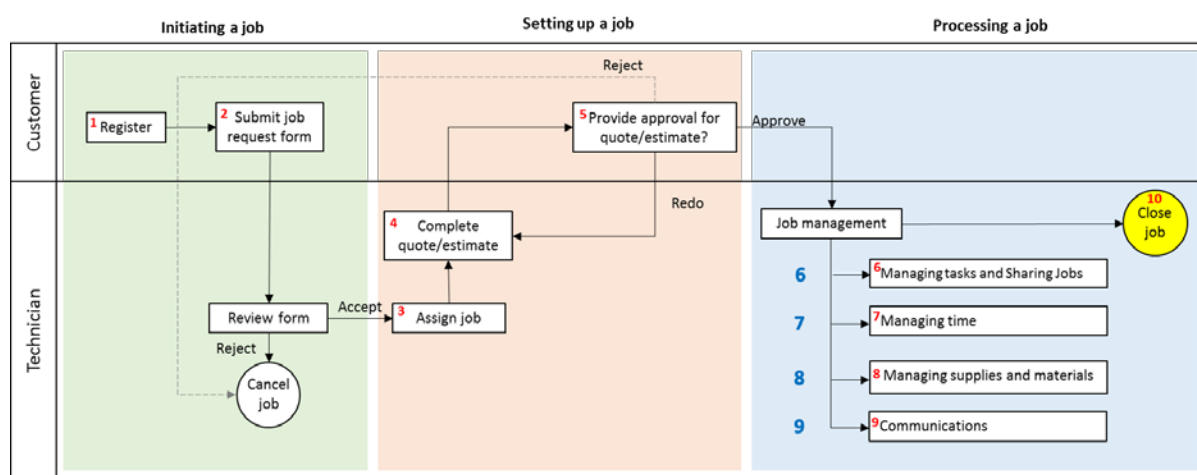 Initiating a job
Setting up a job
Processing a job
Customer
1 Register
2 Submit job
request form
Reject
5 Provide approval for
quote/estimate?
Approve
Technician
Redo
4 Complete
quote/estimate
Job management
10
Close
job
Review form
Accept
3 Assign job
Reject
Cancel
job
6
6 Managing tasks and Sharing Jobs
7
7 Managing time
8
8 Managing supplies and materials
9
9 Communications